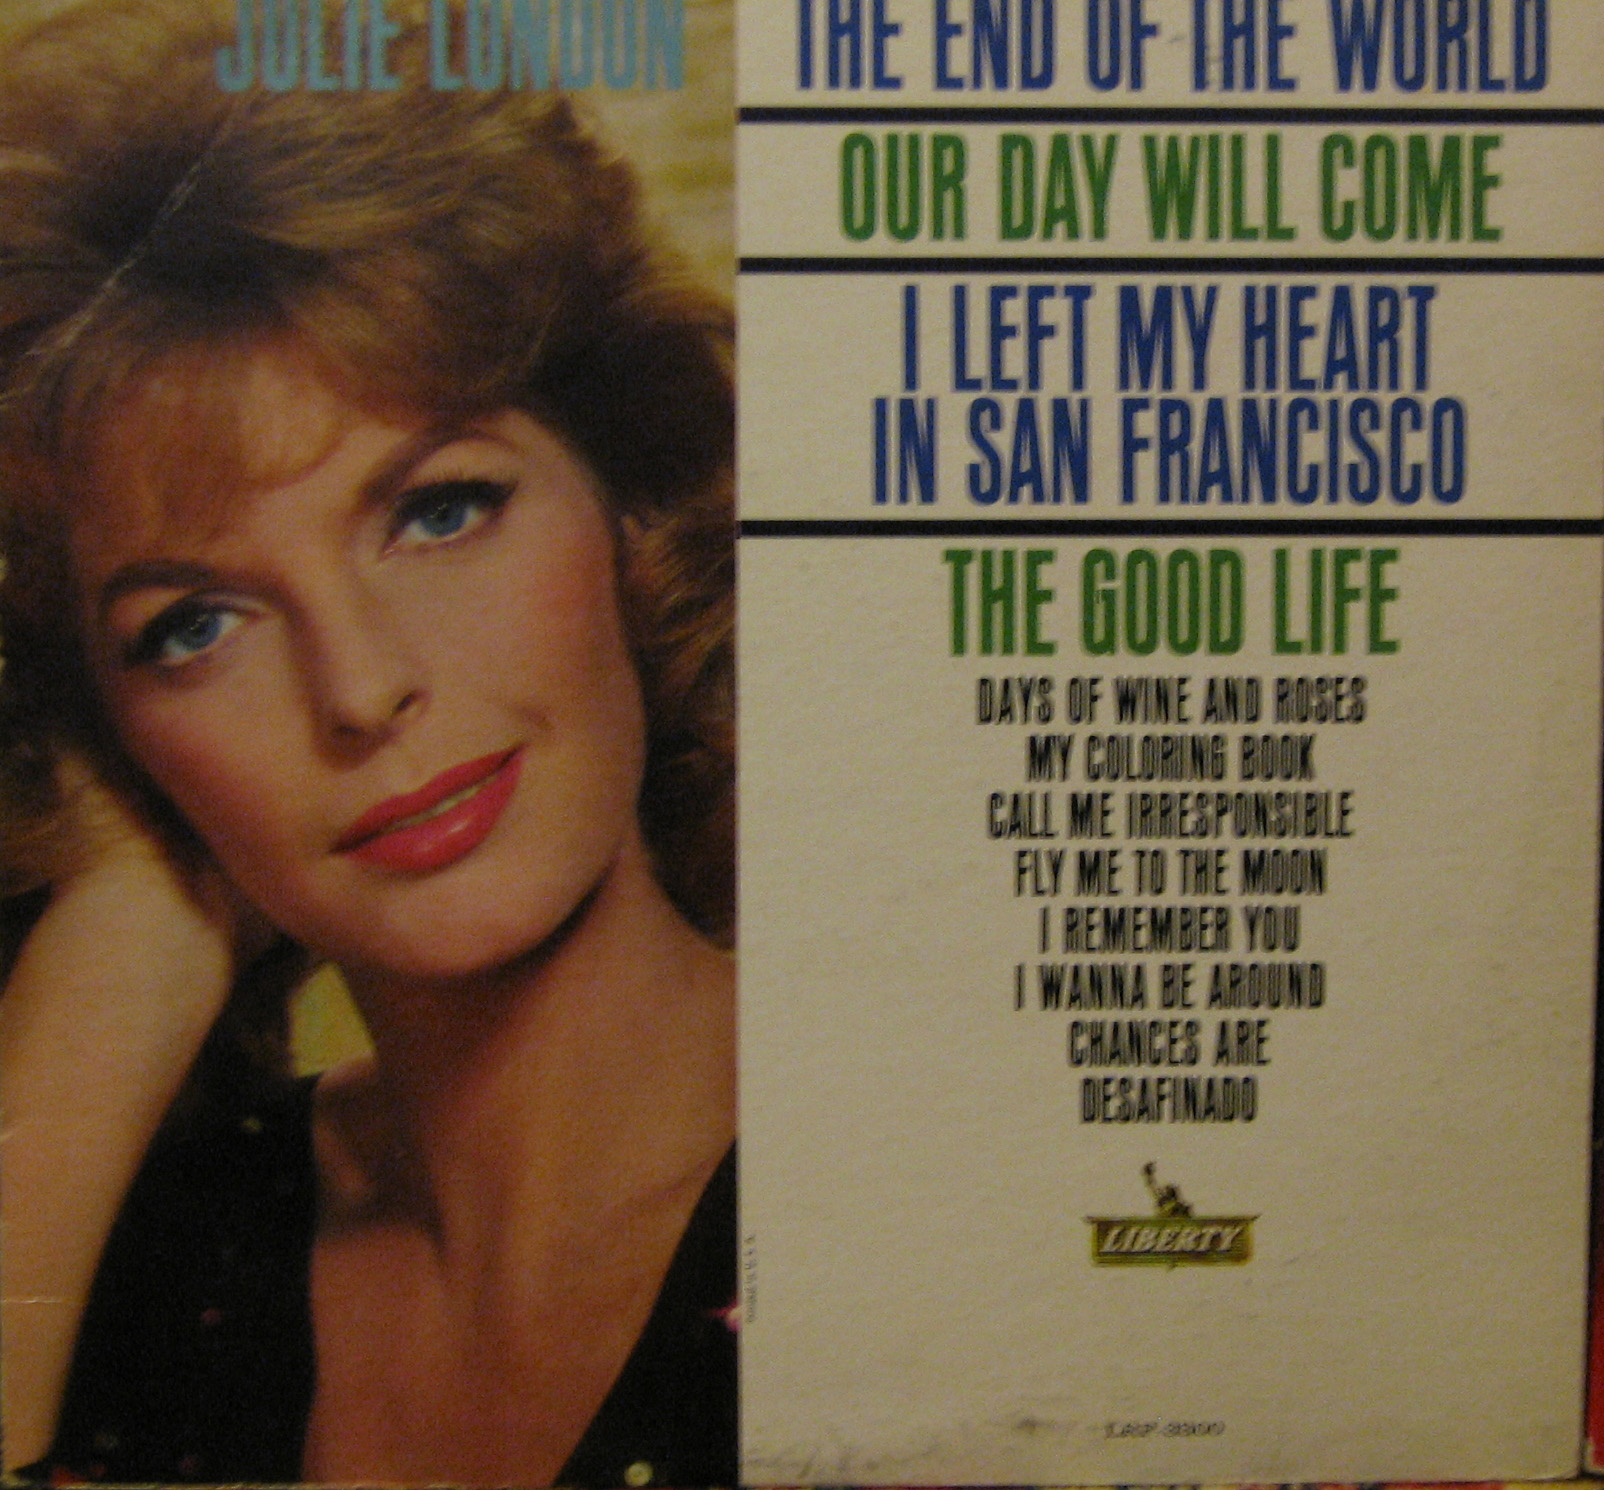 JULIE LONDON
THE END OF THE WORLD
OUR DAY WILL COME
I LEFT MY HEART
IN SAN FRANCISCO
THE GOOD LIFE
DAYS OF WINE AND ROSES
MY COLORING BOOK
CALL ME IRRESPONSIBLE
FLY ME TO THE MOON
I REMEMBER YOU
I WANNA BE AROUND
CHANCES ARE
DESAFINADO
LIBERTY